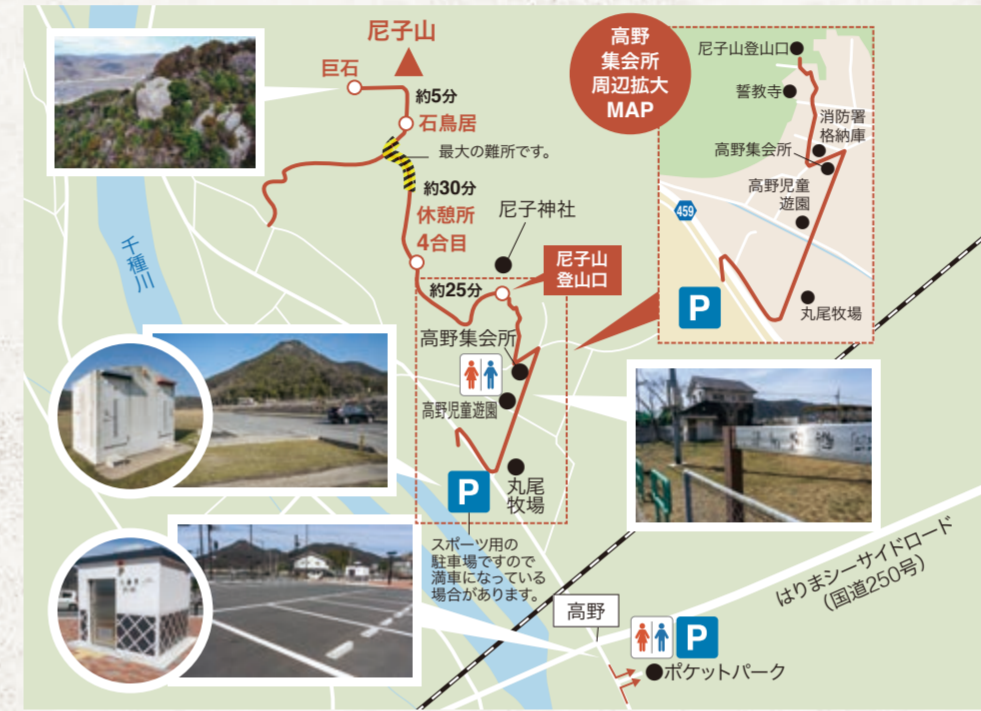 尼子山
巨石
約5分
石鳥居
最大の難所です。
約30分
休憩所
4合目
尼子神社
約25分
尼子山
登山口
高野集会所
高野児童遊園
丸尾
牧場
P
スポーツ用の
駐車場ですので
満車になっている
場合があります。
千種川
高野
集会所
周辺拡大
MAP
尼子山登山口
誓教寺
消防署
格納庫
高野集会所
高野児童
遊園
459
P
丸尾牧場
はりまシーサイドロード
(国道250号)
高野
P
ポケットパーク